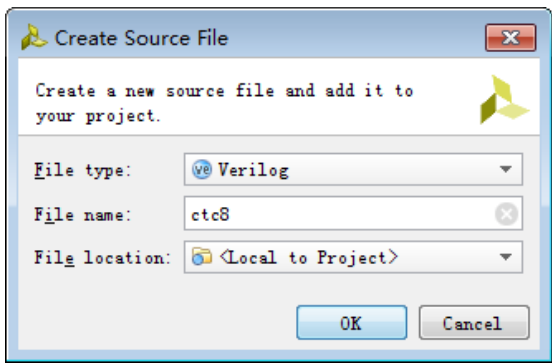 Create Source File
Create a new source file and add it to
your project.
File type: Verilog
File name: ctc8
File location: <Local to Project>
OK Cancel